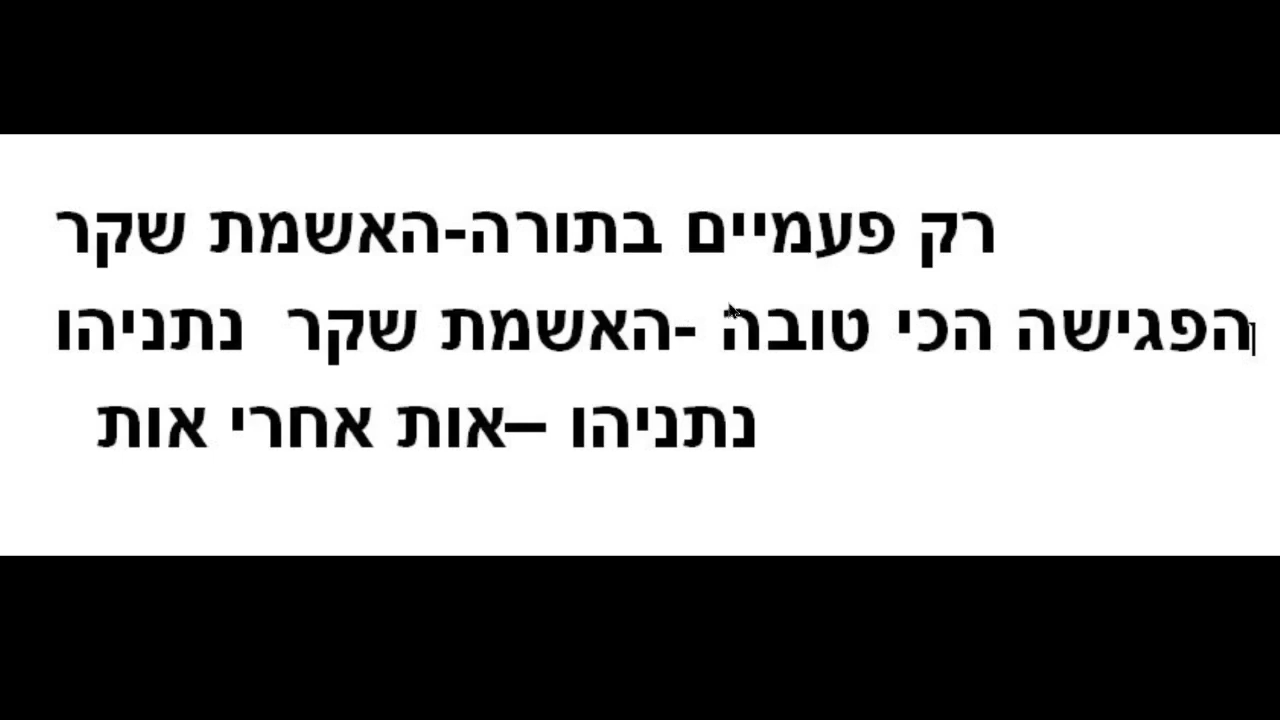 רק פעמיים בתורה-האשמת שקר
הפגישה הכי טובה -האשמת שקר  נתניהו
נתניהו –אות אחרי אות